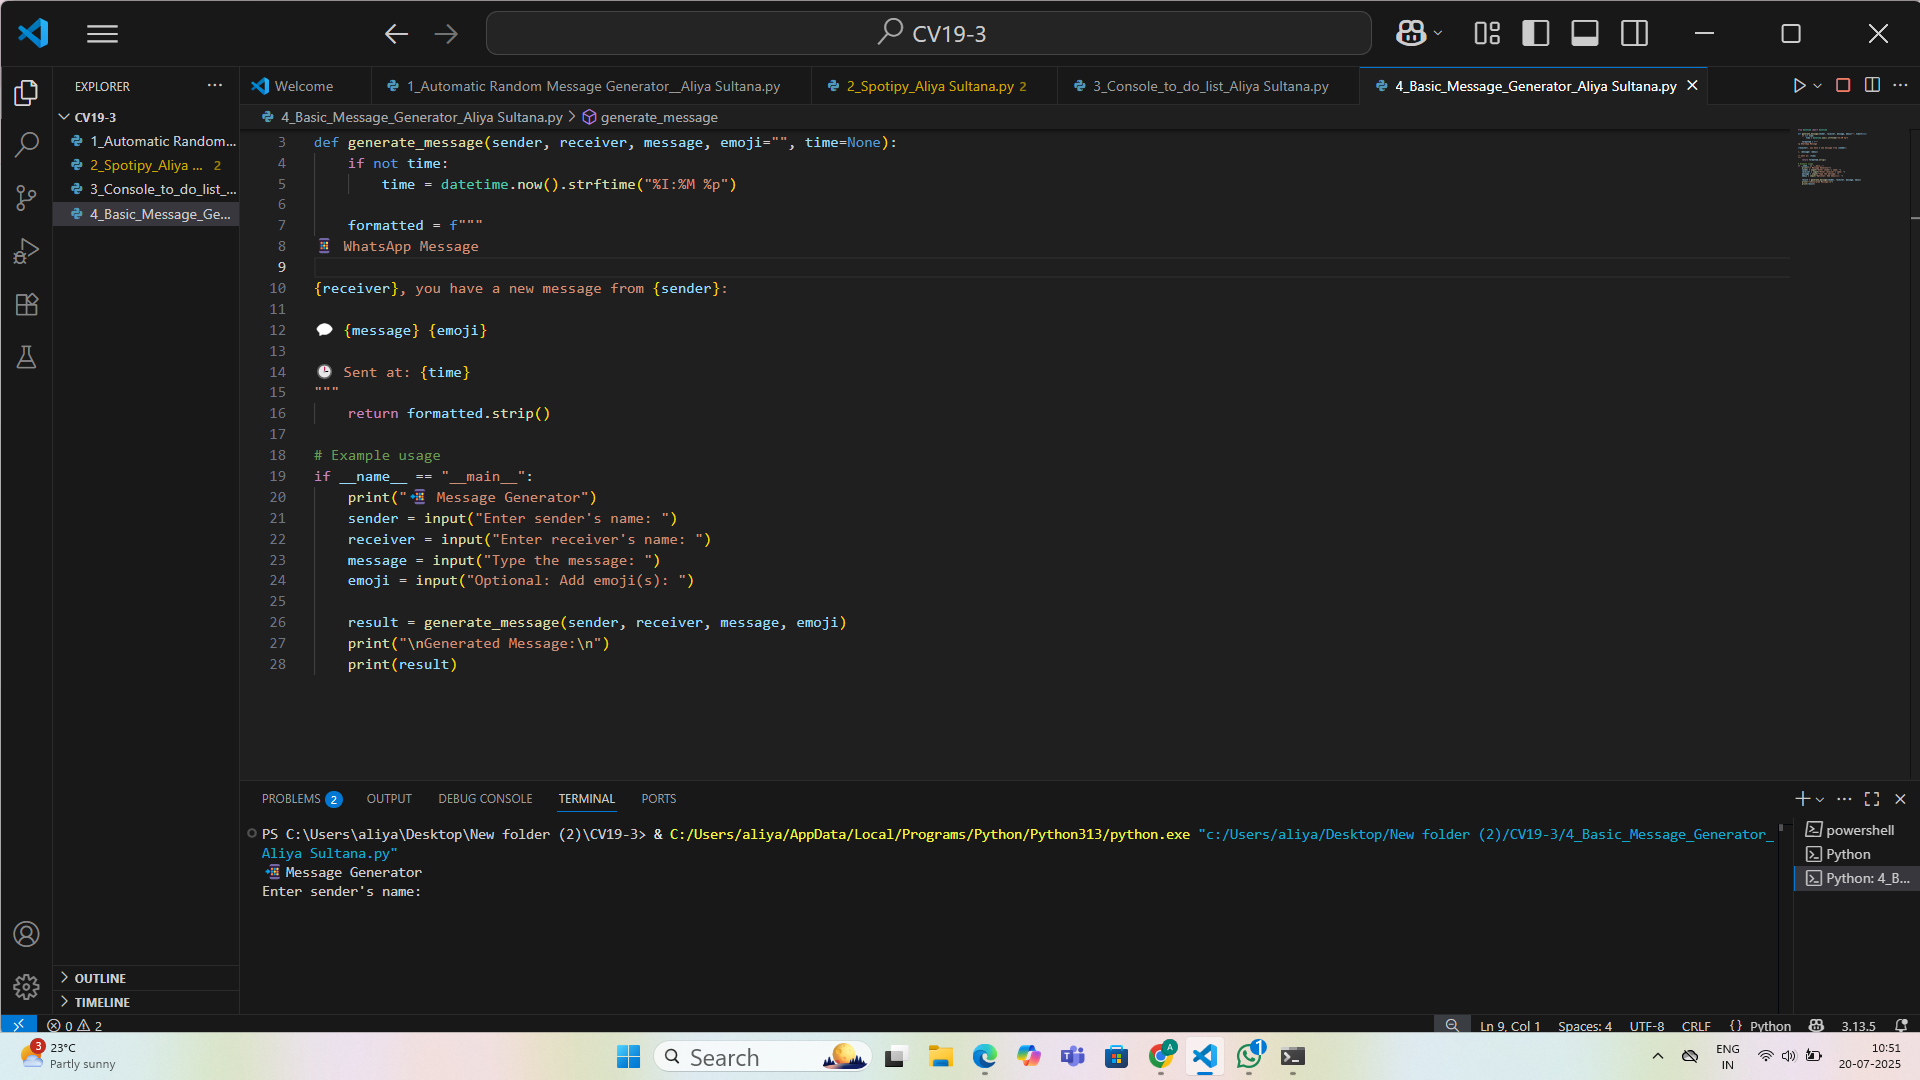 CV19-3
EXPLORER
Welcome
1_Automatic Random Message Generator__Aliya Sultana.py
2_Spotipy_Aliya Sultana.py 2
3_Console_to_do_list_Aliya Sultana.py
4_Basic_Message_Generator_Aliya Sultana.py
CV19-3
1_Automatic Random...
2_Spotipy_Aliya ... 2
3_Console_to_do_list_...
4_Basic_Message_Ge...
4_Basic_Message_Generator_Aliya Sultana.py > generate_message
3 def generate_message(sender, receiver, message, emoji="", time=None):
4 if not time:
5 time = datetime.now().strftime("%I:%M %p")
6
7 formatted = f"""
8 📱 WhatsApp Message
9
10 {receiver}, you have a new message from {sender}:
11
12 💬 {message} {emoji}
13
14 🕒 Sent at: {time}
15 """
16 return formatted.strip()
17
18 # Example usage
19 if __name__ == "__main__":
20 print("📲 Message Generator")
21 sender = input("Enter sender's name: ")
22 receiver = input("Enter receiver's name: ")
23 message = input("Type the message: ")
24 emoji = input("Optional: Add emoji(s): ")
25
26 result = generate_message(sender, receiver, message, emoji)
27 print("\nGenerated Message:\n")
28 print(result)
PROBLEMS 2 OUTPUT DEBUG CONSOLE TERMINAL PORTS
PS C:\Users\aliya\Desktop\New folder (2)\CV19-3> & C:/Users/aliya/AppData/Local/Programs/Python/Python313/python.exe "c:/Users/aliya/Desktop/New folder (2)/CV19-3/4_Basic_Message_Generator_
Aliya Sultana.py"
📲 Message Generator
Enter sender's name:
powershell
Python
Python: 4_B...
OUTLINE
TIMELINE
0 2
Ln 9, Col 1 Spaces: 4 UTF-8 CRLF {} Python 3.13.5
3
23°C
Partly sunny
Search
A
1
ENG
IN
10:51
20-07-2025